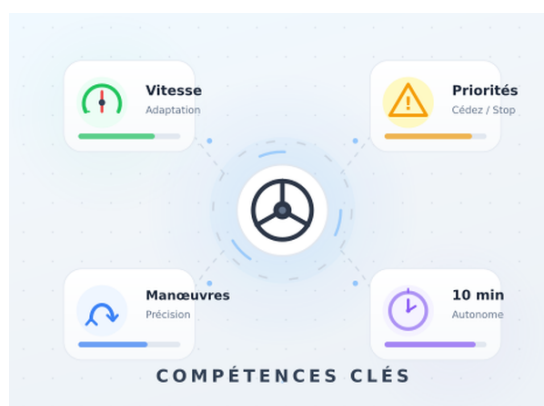 Vitesse
Adaptation
Priorités
Cédez / Stop
!
Manœuvres
Précision
10 min
Autonome
COMPÉTENCES CLÉS